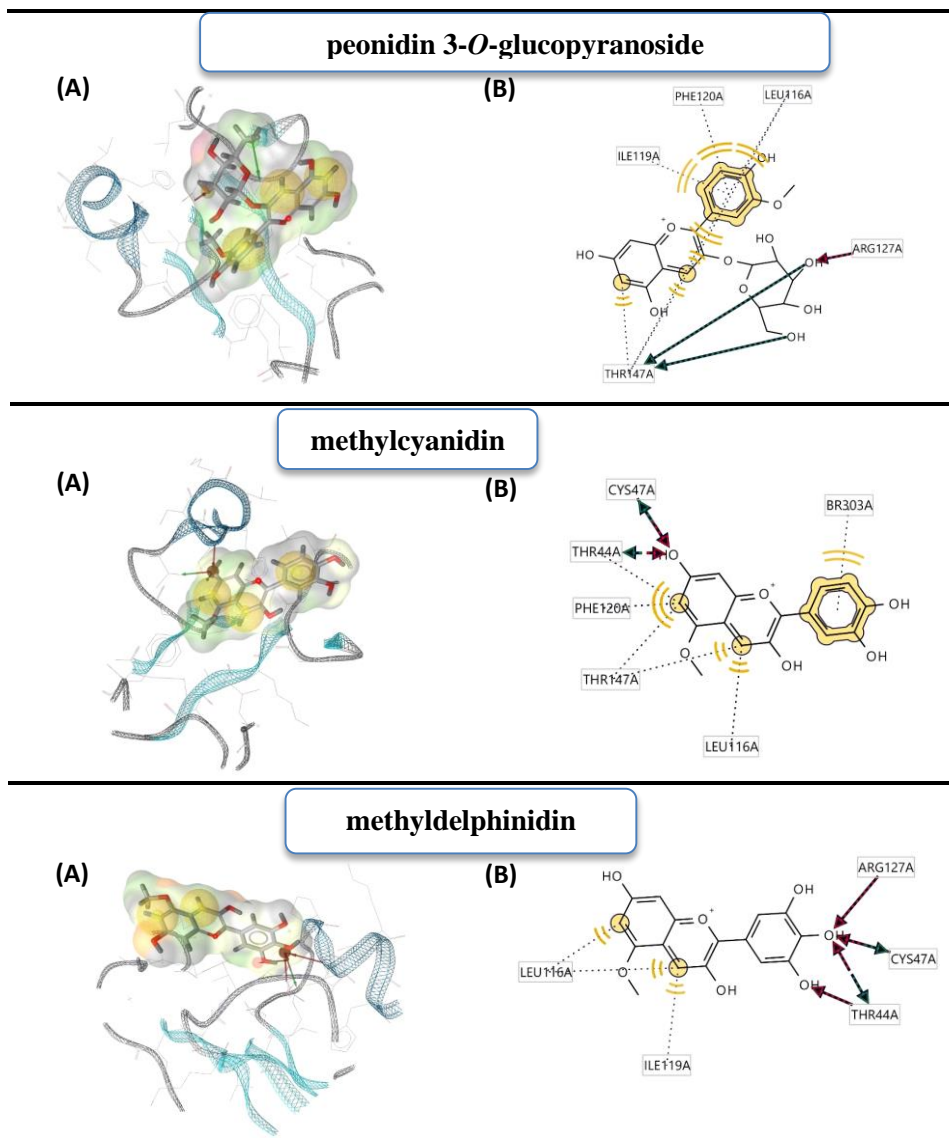 peonidin 3-O-glucopyranoside
(A)
(B)
PHE120A
LEU116A
ILE119A
OH
O
O
+
HO
O
HO
OH
ARG127A
O
OH
OH
OH
OH
THR147A
methylcyanidin
(A)
(B)
CYS47A
BR303A
THR44A
HO
O
+
PHE120A
OH
O
OH
OH
THR147A
LEU116A
methyldelphinidin
(A)
(B)
ARG127A
HO
OH
O
+
OH
CYS47A
LEU116A
O
OH
OH
THR44A
ILE119A